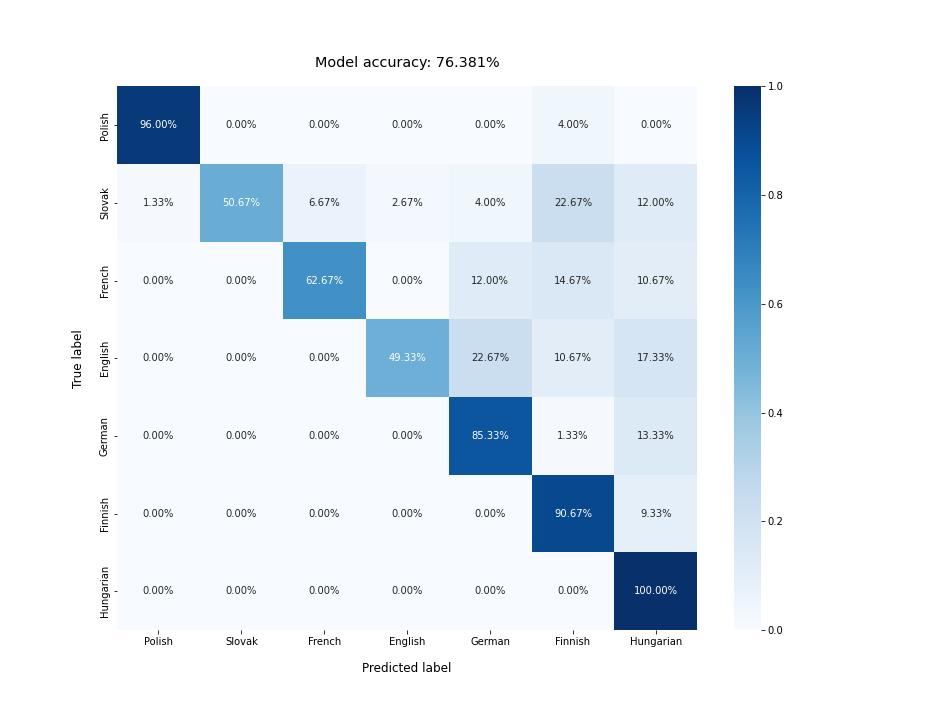 Model accuracy: 76.381%
True label
Polish 96.00% 0.00% 0.00% 0.00% 0.00% 4.00% 0.00%
Slovak 1.33% 50.67% 6.67% 2.67% 4.00% 22.67% 12.00%
French 0.00% 0.00% 62.67% 0.00% 12.00% 14.67% 10.67%
English 0.00% 0.00% 0.00% 49.33% 22.67% 10.67% 17.33%
German 0.00% 0.00% 0.00% 0.00% 85.33% 1.33% 13.33%
Finnish 0.00% 0.00% 0.00% 0.00% 0.00% 90.67% 9.33%
Hungarian 0.00% 0.00% 0.00% 0.00% 0.00% 0.00% 100.00%
Polish Slovak French English German Finnish Hungarian
Predicted label
1.0
0.8
0.6
0.4
0.2
0.0